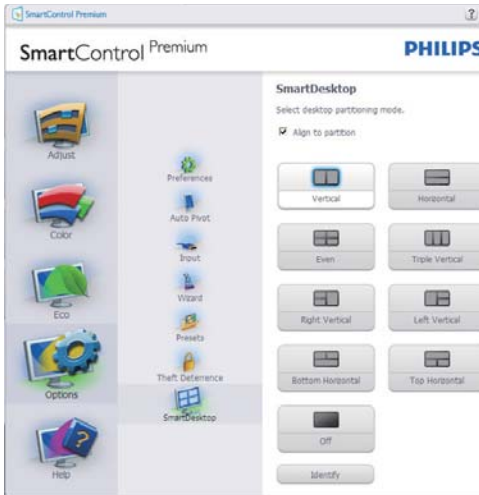 SmartControl Premium
?
SmartControl Premium
PHILIPS
Adjust
Color
Eco
Options
Help
Preferences
Auto Pivot
Input
Wizard
Presets
Theft Deterrence
SmartDesktop
SmartDesktop
Select desktop partitioning mode.
Align to partition
Vertical
Horizontal
Even
Triple Vertical
Right Vertical
Left Vertical
Bottom Horizontal
Top Horizontal
Off
Identify